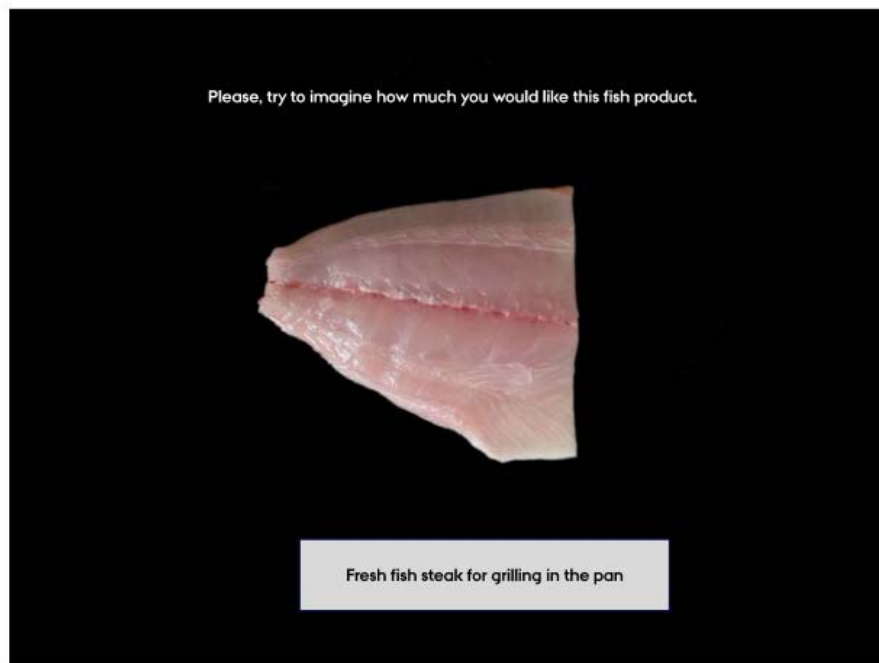 Please, try to imagine how much you would like this fish product.
Fresh fish steak for grilling in the pan